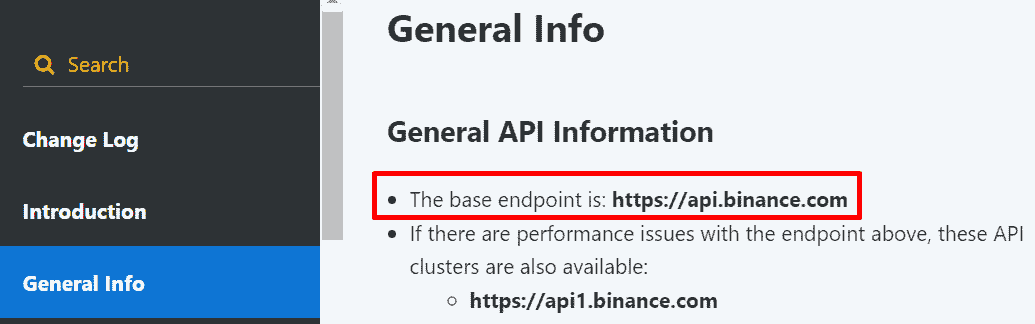 Search
Change Log
Introduction
General Info
General Info
General API Information
The base endpoint is: https://api.binance.com
If there are performance issues with the endpoint above, these API
clusters are also available:
https://api1.binance.com